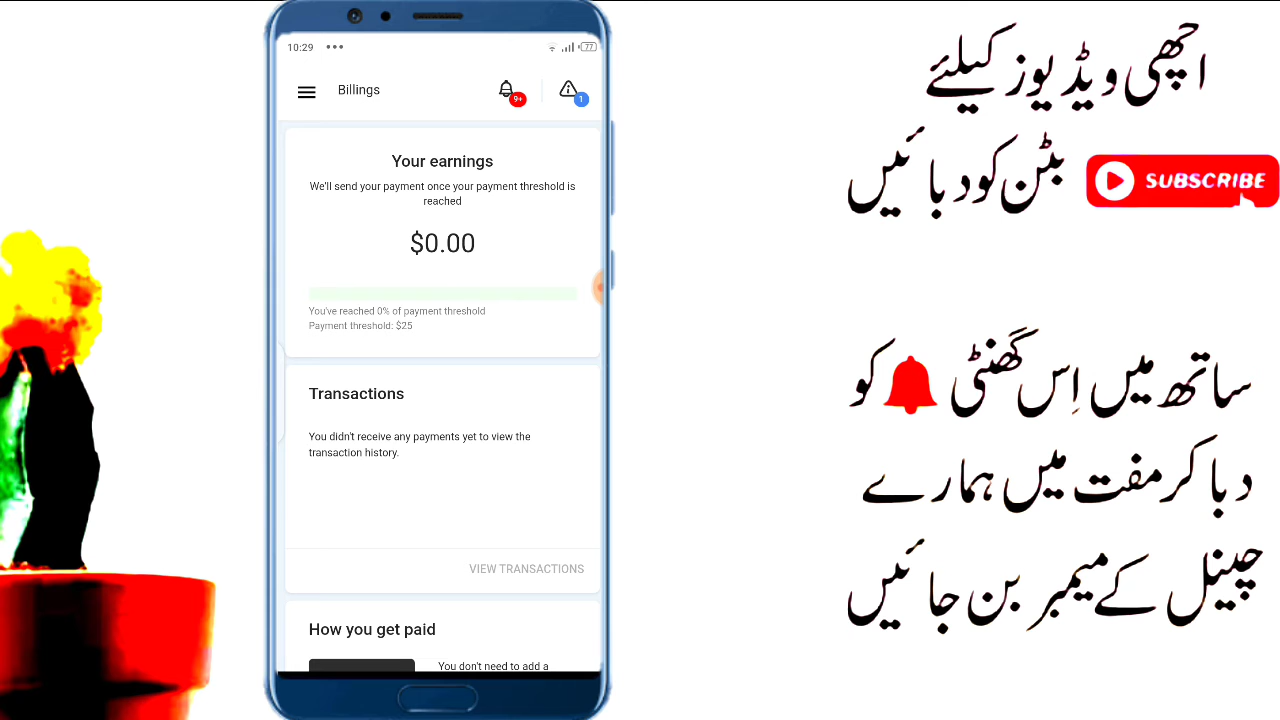 10:29
77
Billings
9+
1
Your earnings
We'll send your payment once your payment threshold is
reached
$0.00
You've reached 0% of payment threshold
Payment threshold: $25
Transactions
You didn't receive any payments yet to view the
transaction history.
VIEW TRANSACTIONS
How you get paid
You don't need to add a
اچھی ویڈیوز کیلئے
SUBSCRIBE بٹن کو دبائیں
ساتھ میں اِس گھنٹی کو
دبا کر مفت میں ہمارے
چینل کے میمبر بن جائیں